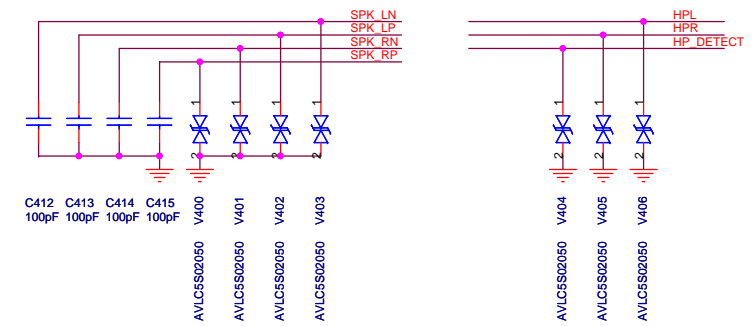 SPK_LN
SPK_LP
SPK_RN
SPK_RP
HPL
HPR
HP_DETECT
1 1 1 1
1 1 1
2 2 2 2
2 2 2
C412 C413 C414 C415
100pF 100pF 100pF 100pF
V400
V401
V402
V403
V404
V405
V406
AVLC5S02050
AVLC5S02050
AVLC5S02050
AVLC5S02050
AVLC5S02050
AVLC5S02050
AVLC5S02050